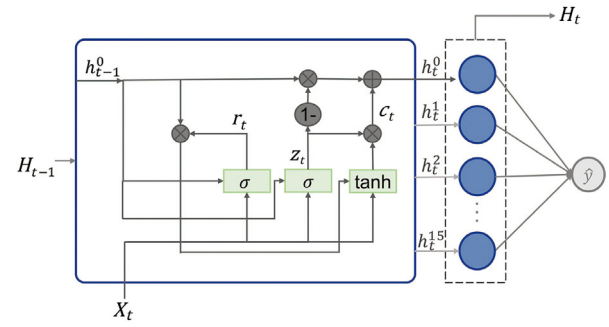 H_t
h_{t-1}^0
h_t^0
1-
r_t
c_t
h_t^1
z_t
H_{t-1}
σ
σ
tanh
h_t^2
ŷ
h_t^{15}
X_t